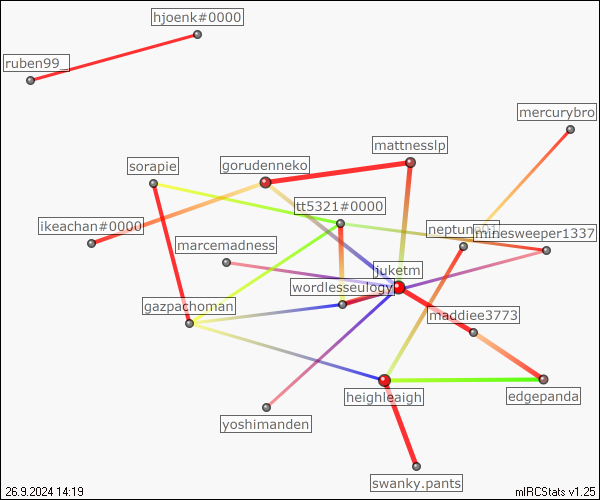 hjoenk#0000
ruben99_
mercurybro
mattnesslp
sorapie
gorudenneko
tt5321#0000
ikeachan#0000
minesweeper1337
marcemadness
juketm
wordlesseulogy
gazpachoman
maddiee3773
heighleaigh
edgepanda
yoshimanden
swanky.pants
26.9.2024 14:19
mIRCStats v1.25